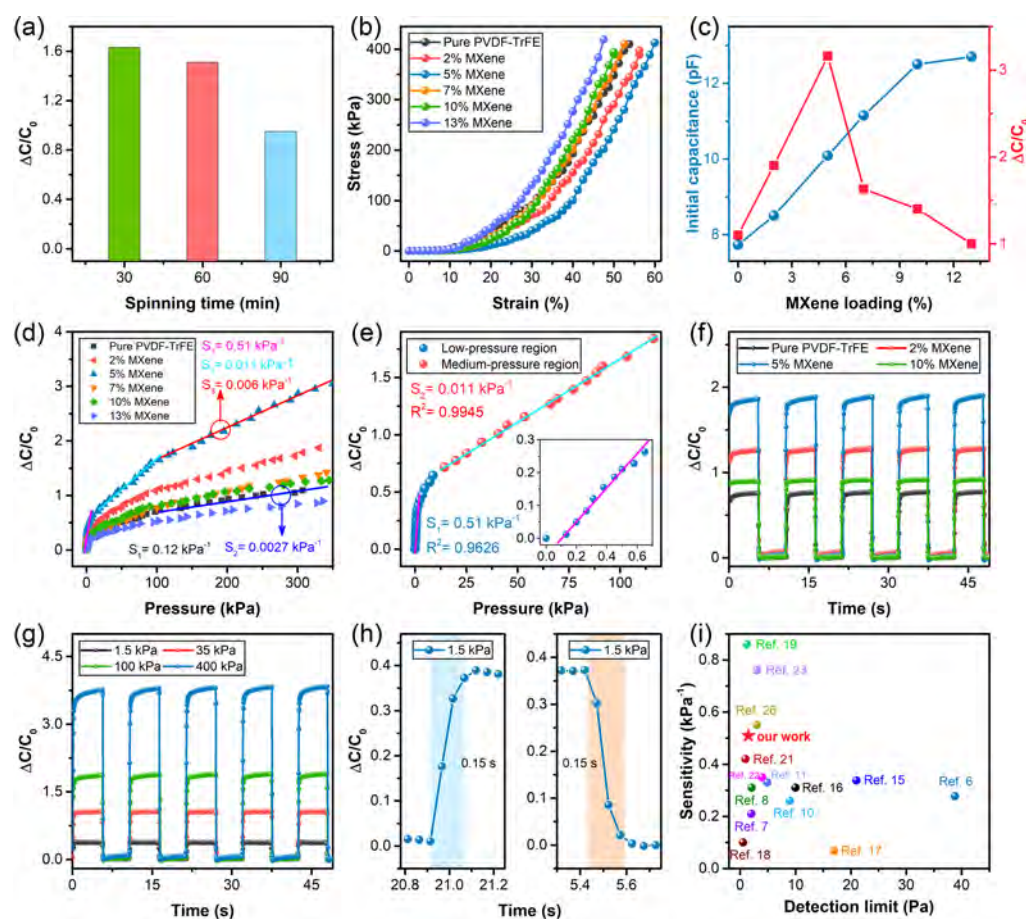 (a)
ΔC/C0
1.6
1.2
0.8
0.4
0.0
30
60
90
Spinning time (min)
(b)
Stress (kPa)
400
300
200
100
0
Pure PVDF-TrFE
2% MXene
5% MXene
7% MXene
10% MXene
13% MXene
0 10 20 30 40 50 60
Strain (%)
(c)
Initial capacitance (pF)
12
10
8
ΔC/C0
3
2
1
0 3 6 9 12
MXene loading (%)
(d)
ΔC/C0
4
3
2
1
0
Pure PVDF-TrFE
2% MXene
5% MXene
7% MXene
10% MXene
13% MXene
S1= 0.51 kPa-1
S2= 0.011 kPa-1
S3= 0.006 kPa-1
S1= 0.12 kPa-1
S2= 0.0027 kPa-1
0 100 200 300
Pressure (kPa)
(e)
ΔC/C0
2.0
1.5
1.0
0.5
0.0
Low-pressure region
Medium-pressure region
S2= 0.011 kPa-1
R2= 0.9945
S1= 0.51 kPa-1
R2= 0.9626
0.3
0.2
0.1
0.0
0.0 0.2 0.4 0.6
0 25 50 75 100
Pressure (kPa)
(f)
ΔC/C0
2
1
0
Pure PVDF-TrFE
2% MXene
5% MXene
10% MXene
0 15 30 45
Time (s)
(g)
ΔC/C0
4.5
3.0
1.5
0.0
1.5 kPa
35 kPa
100 kPa
400 kPa
0 15 30 45
Time (s)
(h)
ΔC/C0
0.4
0.3
0.2
0.1
0.0
1.5 kPa
0.15 s
1.5 kPa
0.15 s
20.8 21.0 21.2
5.4 5.6
Time (s)
(i)
Sensitivity (kPa-1)
0.8
0.6
0.4
0.2
0.0
Ref. 19
Ref. 23
Ref. 26
our work
Ref. 21
Ref. 22
Ref. 11
Ref. 15
Ref. 6
Ref. 8
Ref. 16
Ref. 10
Ref. 7
Ref. 18
Ref. 17
0 10 20 30 40
Detection limit (Pa)